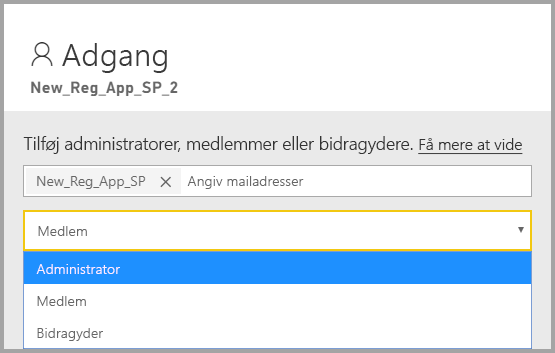 Adgang
New_Reg_App_SP_2
Tilføj administratorer, medlemmer eller bidragydere. Få mere at vide
New_Reg_App_SP × Angiv mailadresser
Medlem
Administrator
Medlem
Bidragyder